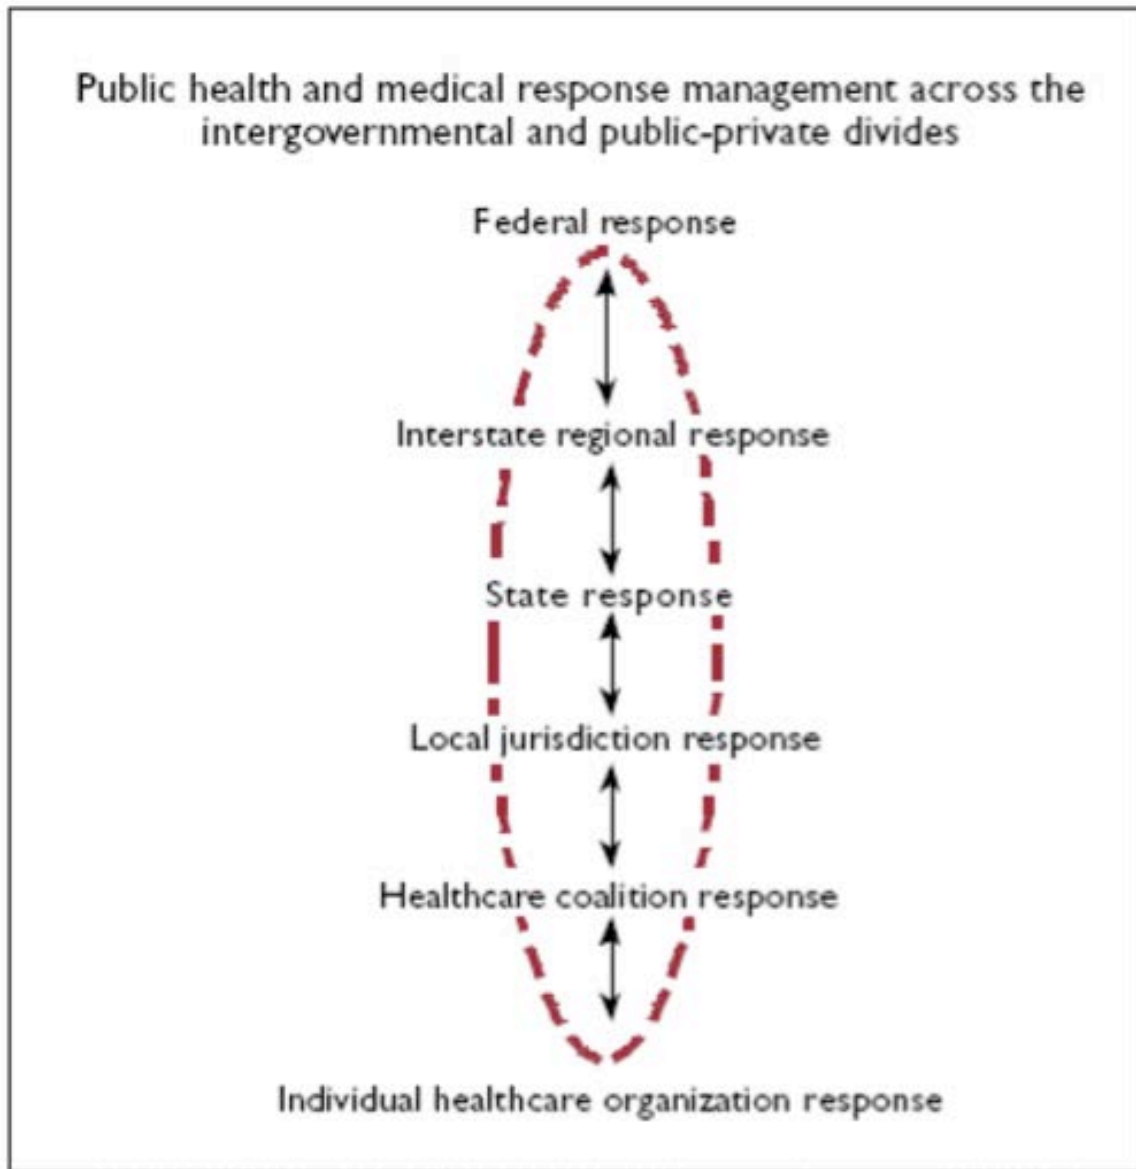 Public health and medical response management across the
intergovernmental and public-private divides
Federal response
Interstate regional response
State response
Local jurisdiction response
Healthcare coalition response
Individual healthcare organization response